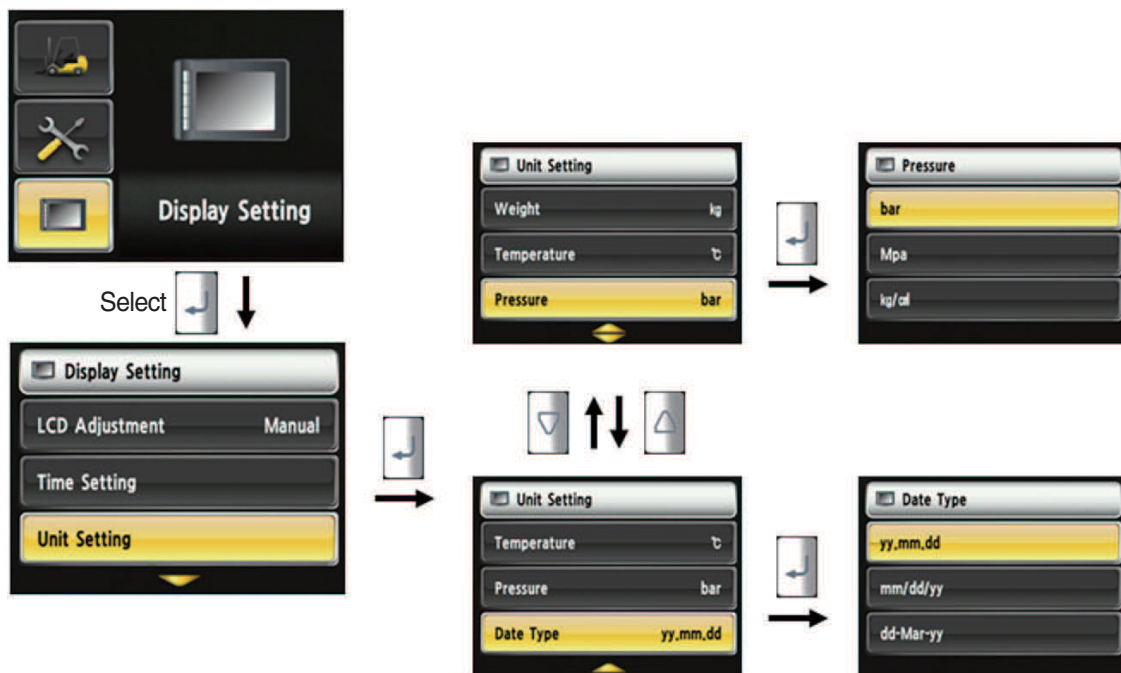 Display Setting
Select
Display Setting
LCD Adjustment Manual
Time Setting
Unit Setting
Unit Setting
Weight kg
Temperature ℃
Pressure bar
Pressure
bar
Mpa
kg/㎠
Unit Setting
Temperature ℃
Pressure bar
Date Type yy.mm.dd
Date Type
yy.mm.dd
mm/dd/yy
dd-Mar-yy